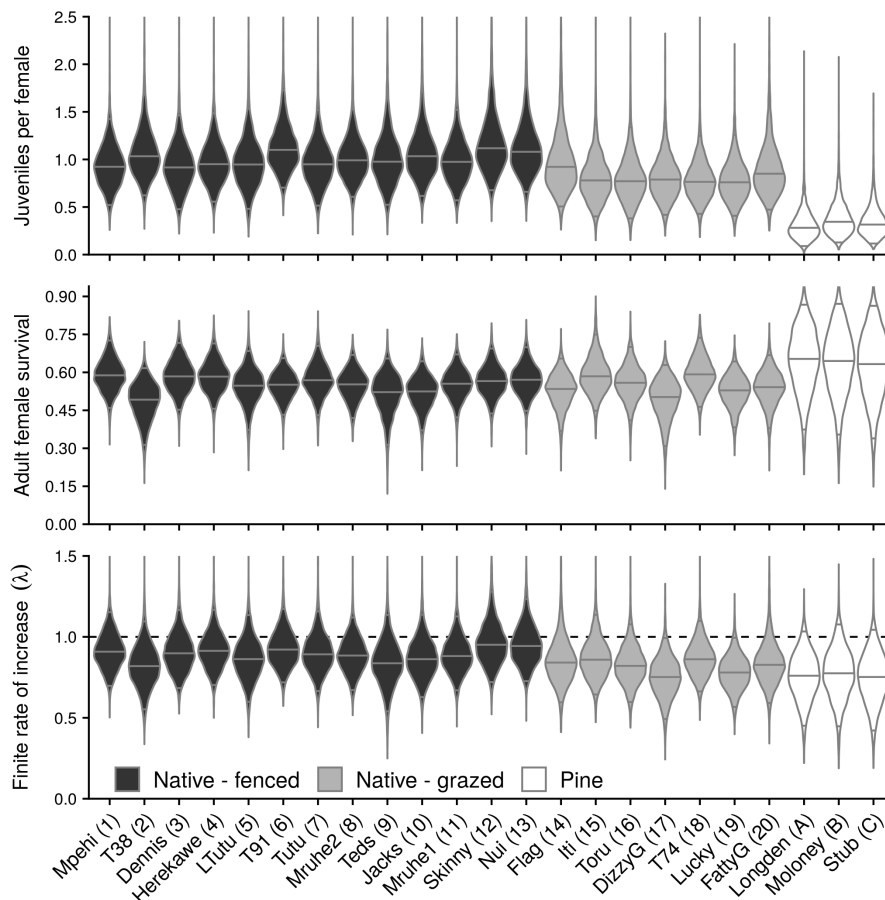 Juveniles per female
2.5
2.0
1.5
1.0
0.5
0.0
Adult female survival
0.90
0.75
0.60
0.45
0.30
0.15
0.00
Finite rate of increase (λ)
1.5
1.0
0.5
0.0
Native - fenced
Native - grazed
Pine
Mpehi (1)
T38 (2)
Dennis (3)
Herekawe (4)
LTutu (5)
T91 (6)
Tutu (7)
Mruhe2 (8)
Teds (9)
Jacks (10)
Mruhe1 (11)
Skinny (12)
Nui (13)
Flag (14)
Iti (15)
Toru (16)
DizzyG (17)
T74 (18)
Lucky (19)
FattyG (20)
Longden (A)
Moloney (B)
Stub (C)